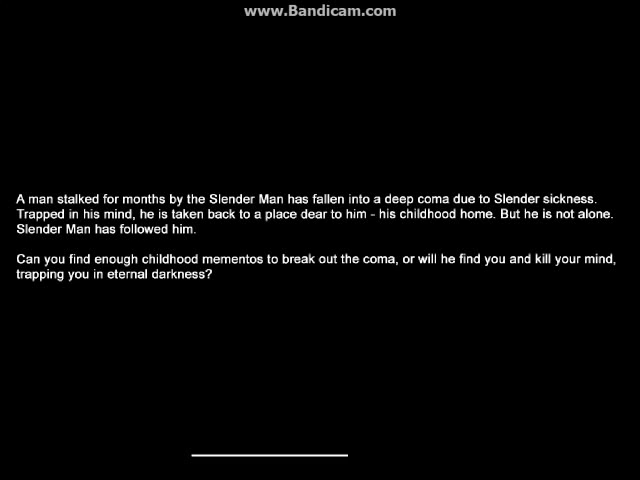 www.Bandicam.com
A man stalked for months by the Slender Man has fallen into a deep coma due to Slender sickness.
Trapped in his mind, he is taken back to a place dear to him - his childhood home. But he is not alone.
Slender Man has followed him.
Can you find enough childhood mementos to break out the coma, or will he find you and kill your mind,
trapping you in eternal darkness?